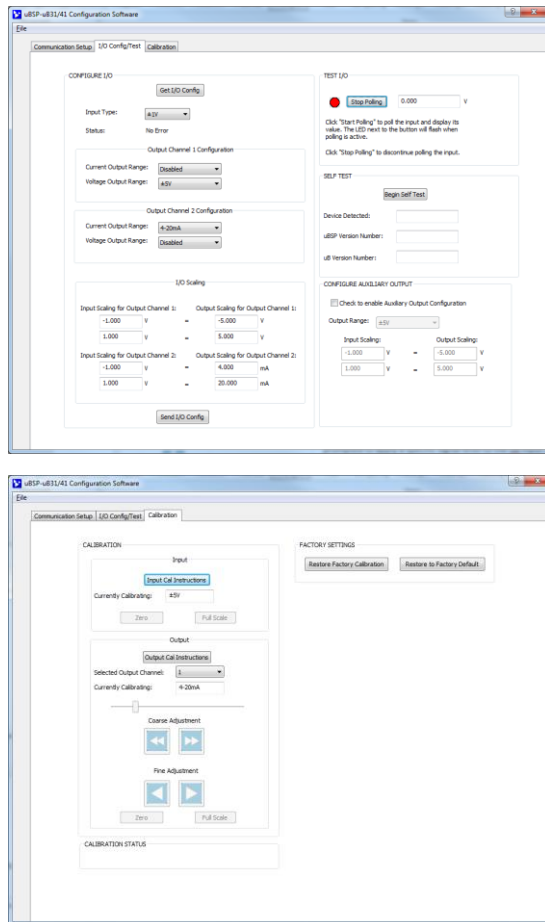 uBSP-uB31/41 Configuration Software
File
Communication Setup I/O Config/Test Calibration
CONFIGURE I/O
Get I/O Config
Input Type: ±1V
Status: No Error
Output Channel 1 Configuration
Current Output Range: Disabled
Voltage Output Range: ±5V
Output Channel 2 Configuration
Current Output Range: 4-20mA
Voltage Output Range: Disabled
I/O Scaling
Input Scaling for Output Channel 1: Output Scaling for Output Channel 1:
-1.000 V = -5.000 V
1.000 V = 5.000 V
Input Scaling for Output Channel 2: Output Scaling for Output Channel 2:
-1.000 V = 4.000 mA
1.000 V = 20.000 mA
Send I/O Config
TEST I/O
Stop Polling 0.000 V
Click "Start Polling" to poll the input and display its
value. The LED next to the button will flash when
polling is active.
Click "Stop Polling" to discontinue polling the input.
SELF TEST
Begin Self Test
Device Detected:
uBSP Version Number:
uB Version Number:
CONFIGURE AUXILIARY OUTPUT
Check to enable Auxiliary Output Configuration
Output Range: ±5V
Input Scaling: Output Scaling:
-1.000 V = -5.000 V
1.000 V = 5.000 V
uBSP-uB31/41 Configuration Software
File
Communication Setup I/O Config/Test Calibration
CALIBRATION
Input
Input Cal Instructions
Currently Calibrating: ±5V
Zero Full Scale
Output
Output Cal Instructions
Selected Output Channel: 1
Currently Calibrating: 4-20mA
Coarse Adjustment
Fine Adjustment
Zero Full Scale
CALIBRATION STATUS
FACTORY SETTINGS
Restore Factory Calibration Restore to Factory Default